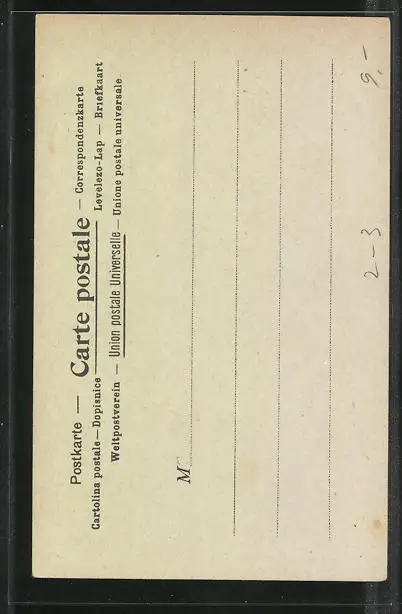 Postkarte — Carte postale — Correspondenzkarte
Cartolina postale — Dopisnice Levelezo-Lap — Briefkaart
Weltpostverein — Union postale Universelle — Unione postale universale
M
2-3
9,-